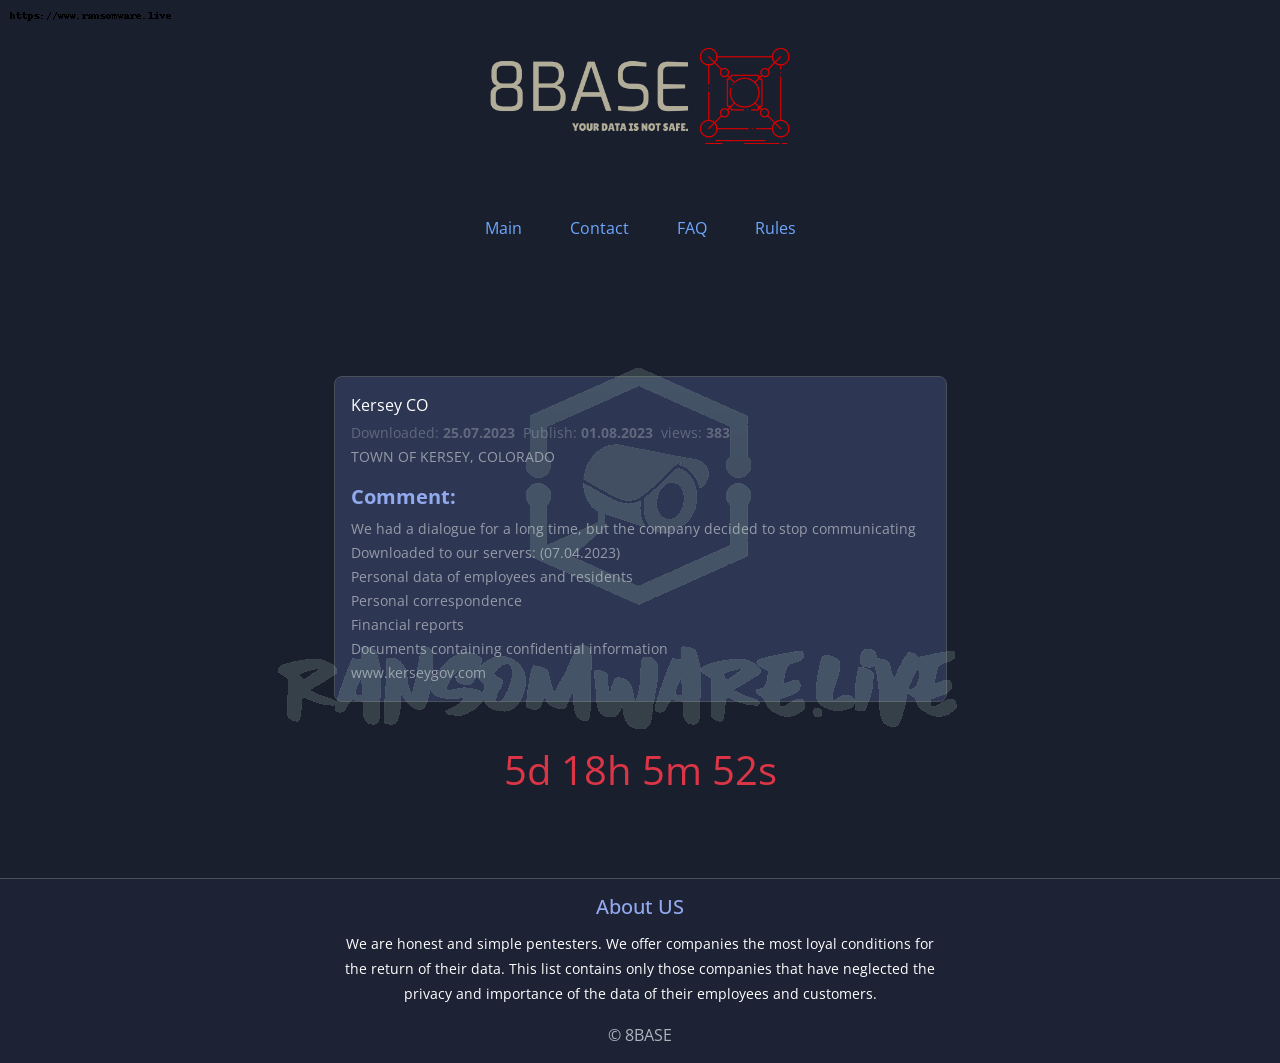 https://www.ransomware.live
8BASE
YOUR DATA IS NOT SAFE.
Main Contact FAQ Rules
Kersey CO
Downloaded: 25.07.2023 Publish: 01.08.2023 views: 383
TOWN OF KERSEY, COLORADO
Comment:
We had a dialogue for a long time, but the company decided to stop communicating
Downloaded to our servers: (07.04.2023)
Personal data of employees and residents
Personal correspondence
Financial reports
Documents containing confidential information
www.kerseygov.com
RANSOMWARE.LIVE
5d 18h 5m 52s
About US
We are honest and simple pentesters. We offer companies the most loyal conditions for
the return of their data. This list contains only those companies that have neglected the
privacy and importance of the data of their employees and customers.
© 8BASE